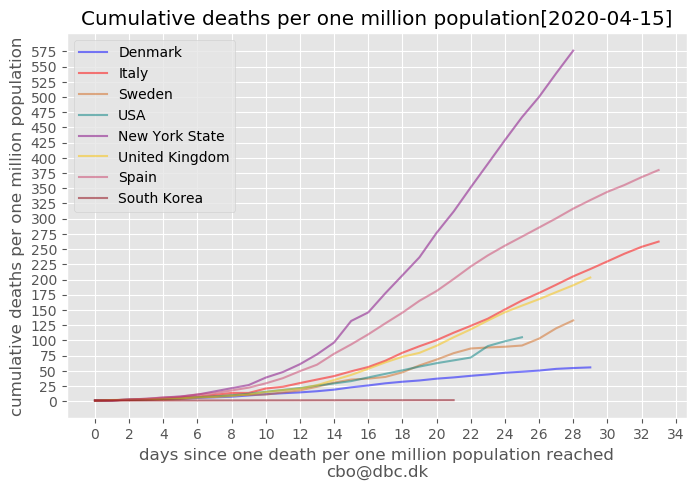 Cumulative deaths per one million population[2020-04-15]
cumulative deaths per one million population
575
550
525
500
475
450
425
400
375
350
325
300
275
250
225
200
175
150
125
100
75
50
25
0
Denmark
Italy
Sweden
USA
New York State
United Kingdom
Spain
South Korea
0 2 4 6 8 10 12 14 16 18 20 22 24 26 28 30 32 34
days since one death per one million population reached
cbo@dbc.dk